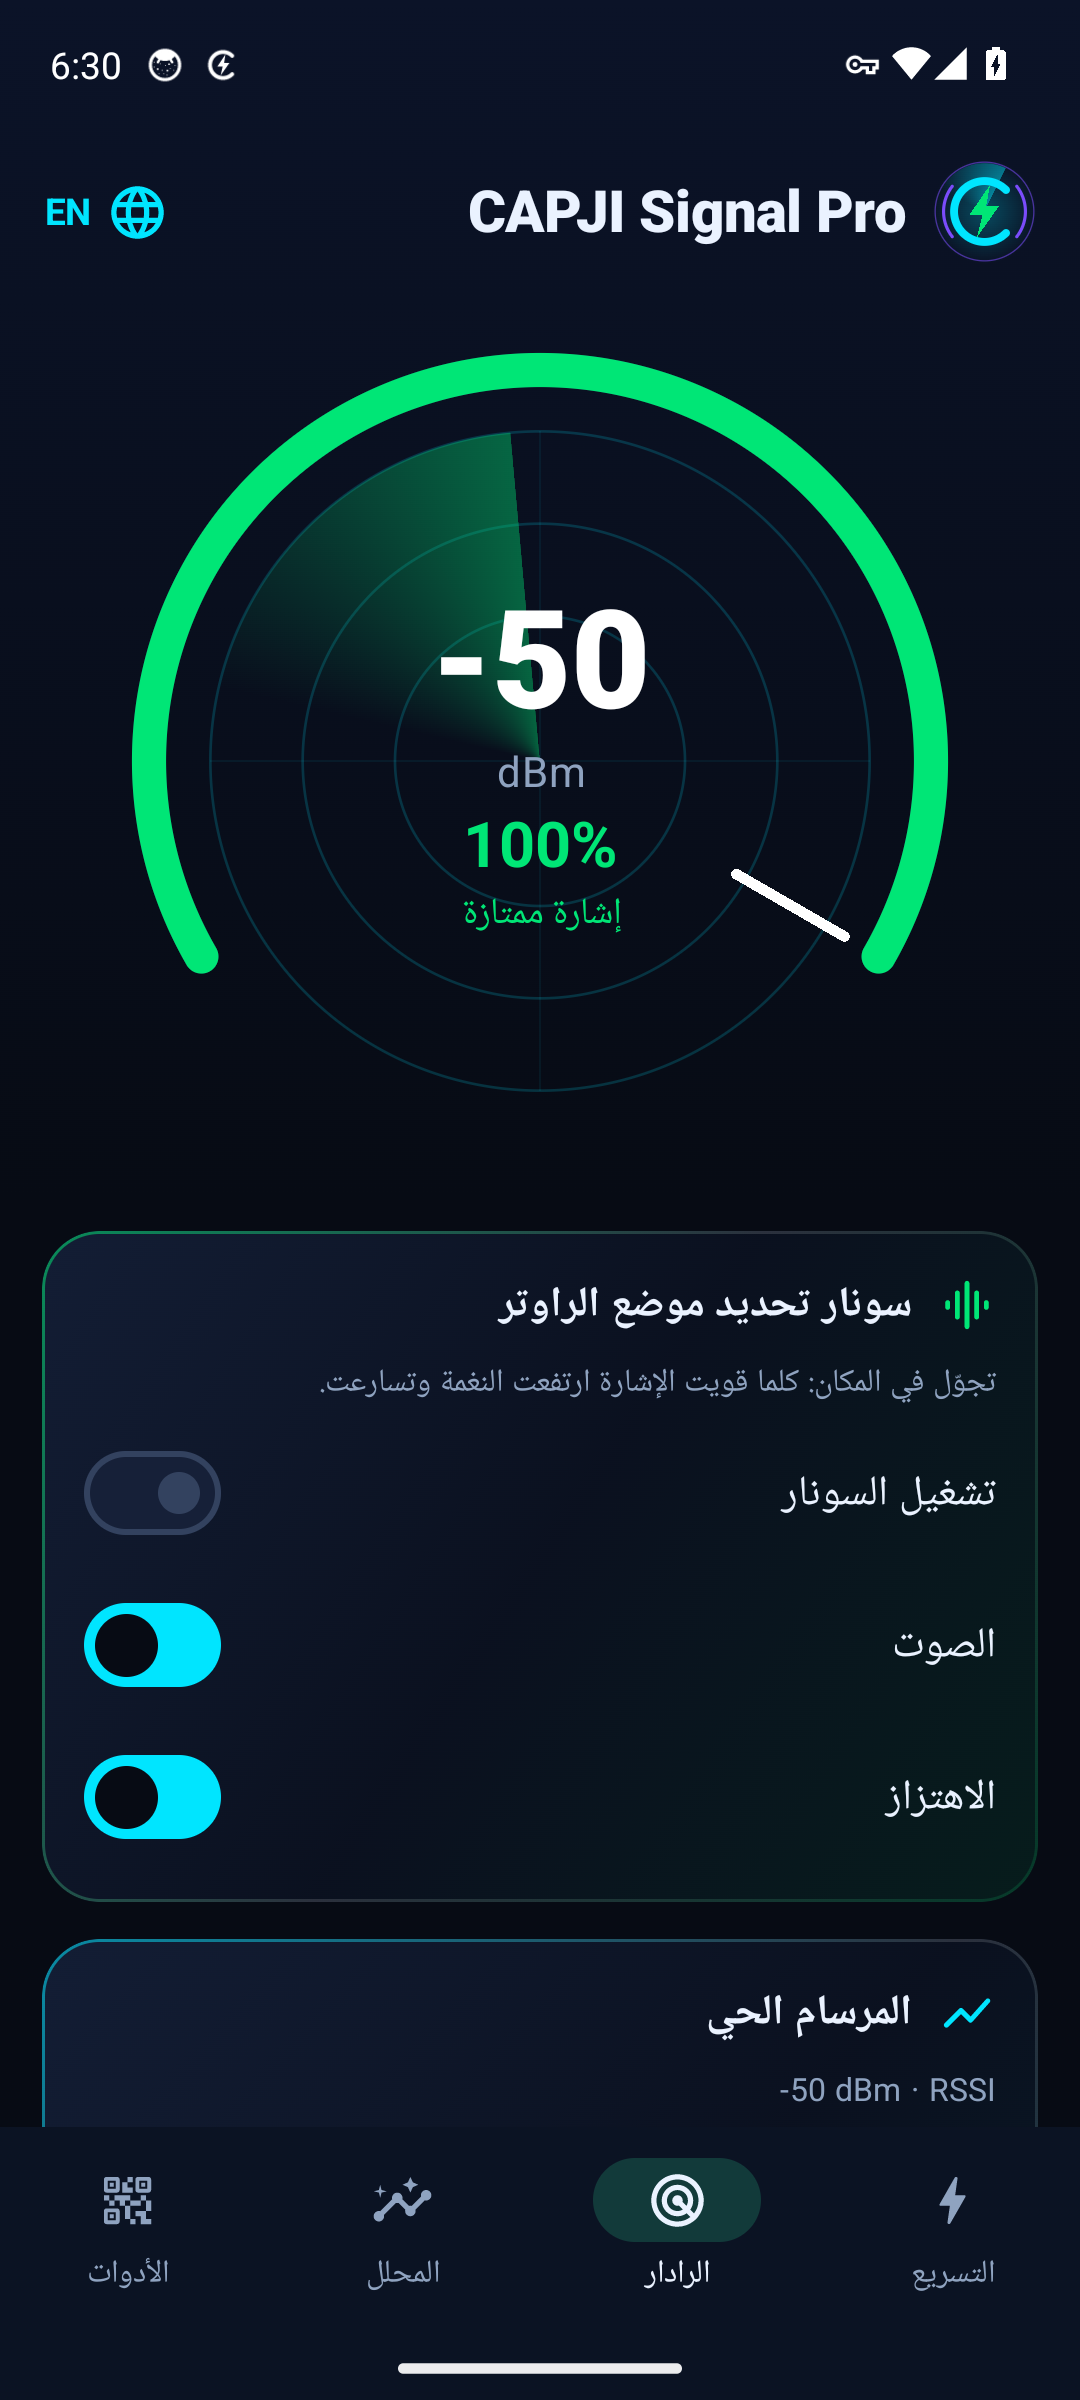 6:30
CAPJI Signal Pro
EN
-50
dBm
100%
إشارة ممتازة
سونار تحديد موضع الراوتر
تجوّل في المكان: كلما قويت الإشارة ارتفعت النغمة وتسارعت.
تشغيل السونار
الصوت
الاهتزاز
المرسام الحي
-50 dBm · RSSI
التسريع
الرادار
المحلل
الأدوات